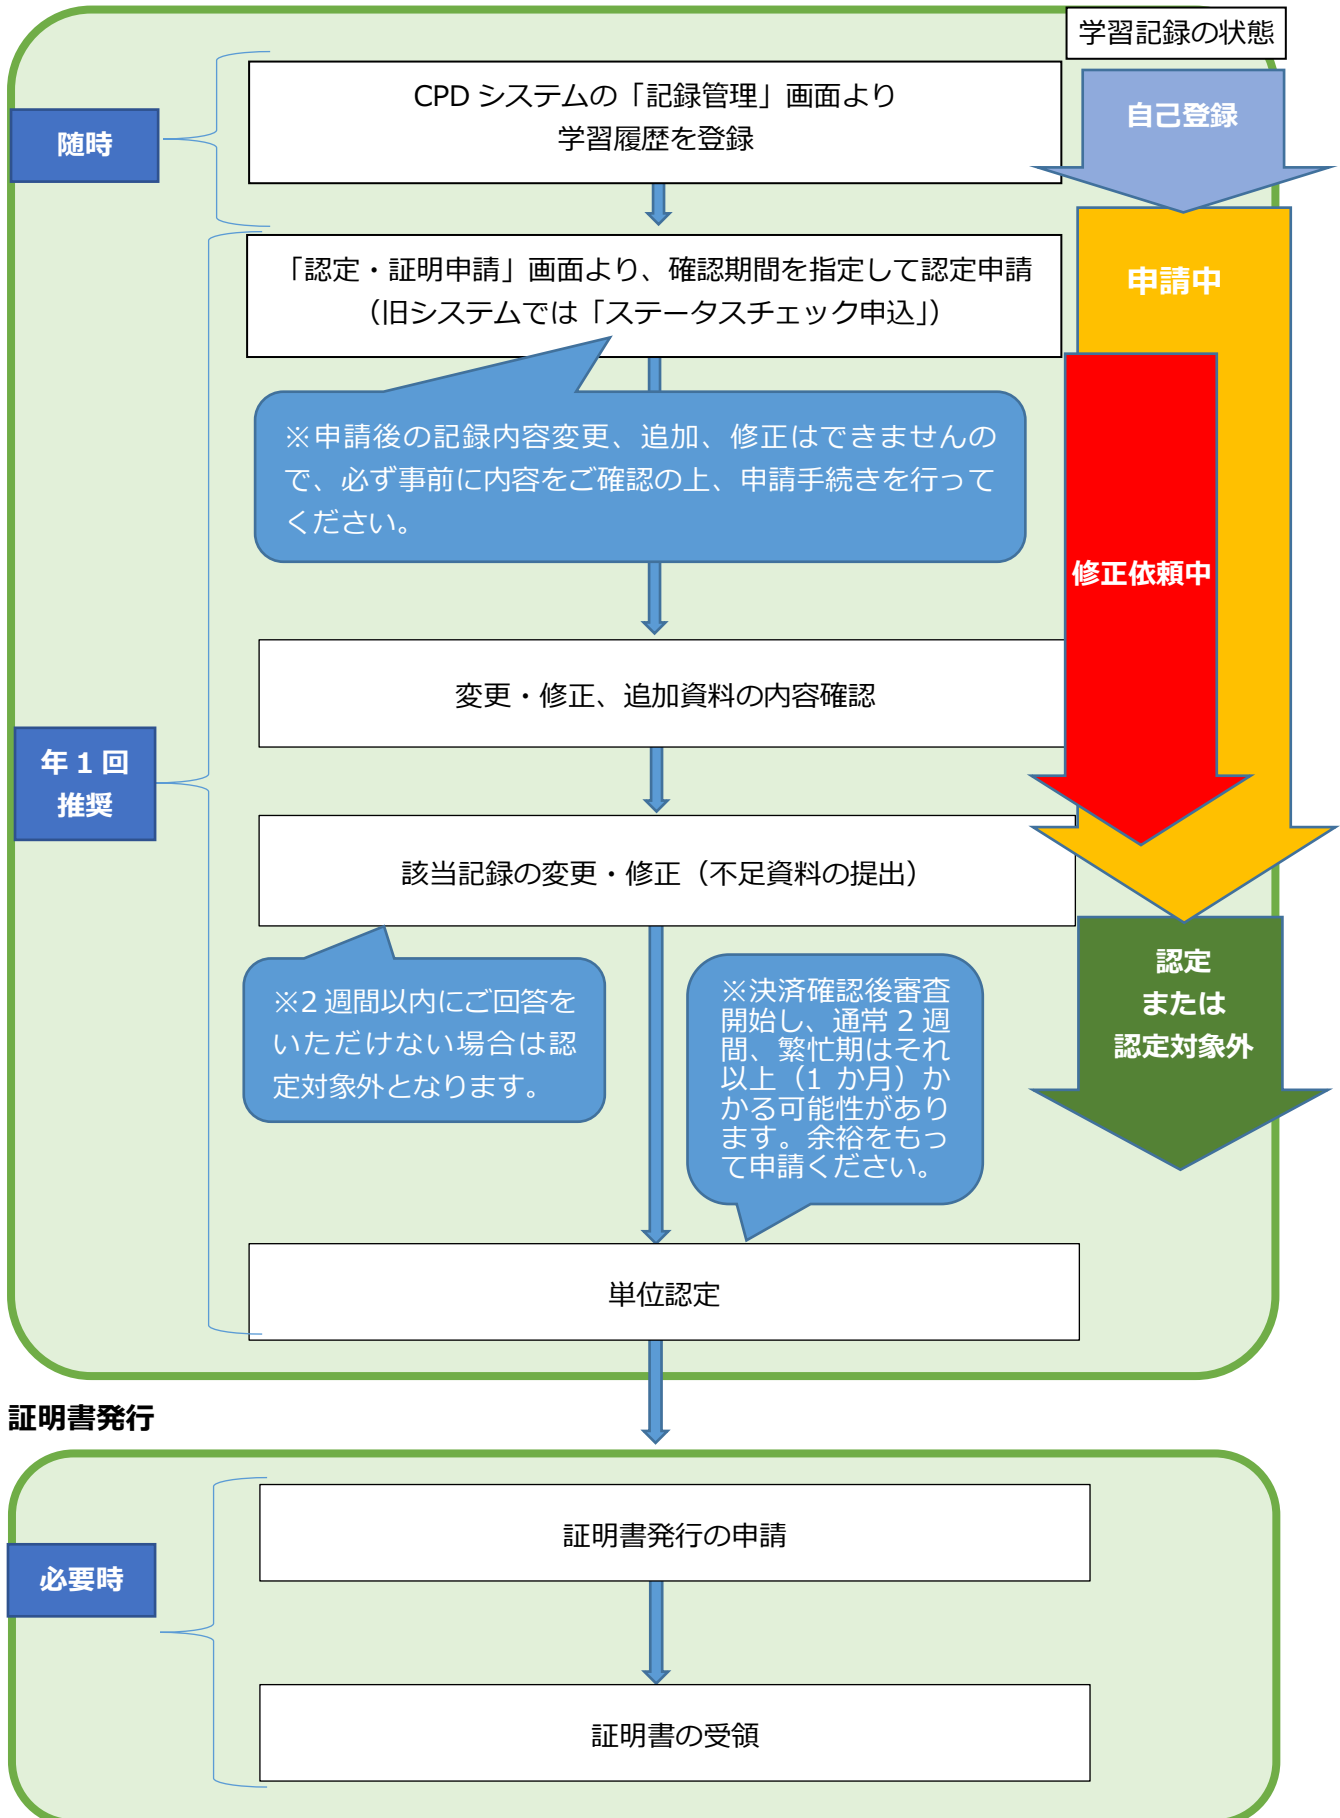 学習記録の状態
CPD システムの「記録管理」画面より
学習履歴を登録
自己登録
随時
「認定・証明申請」画面より、確認期間を指定して認定申請
（旧システムでは「ステータスチェック申込」）
申請中
※申請後の記録内容変更、追加、修正はできませんの
で、必ず事前に内容をご確認の上、申請手続きを行って
ください。
修正依頼中
変更・修正、追加資料の内容確認
年 1 回
推奨
該当記録の変更・修正（不足資料の提出）
認定
または
認定対象外
※2 週間以内にご回答を
いただけない場合は認
定対象外となります。
※決済確認後審査
開始し、通常 2 週
間、繁忙期はそれ
以上（1 か月）か
かる可能性があり
ます。余裕をもっ
て申請ください。
単位認定
証明書発行
証明書発行の申請
必要時
証明書の受領